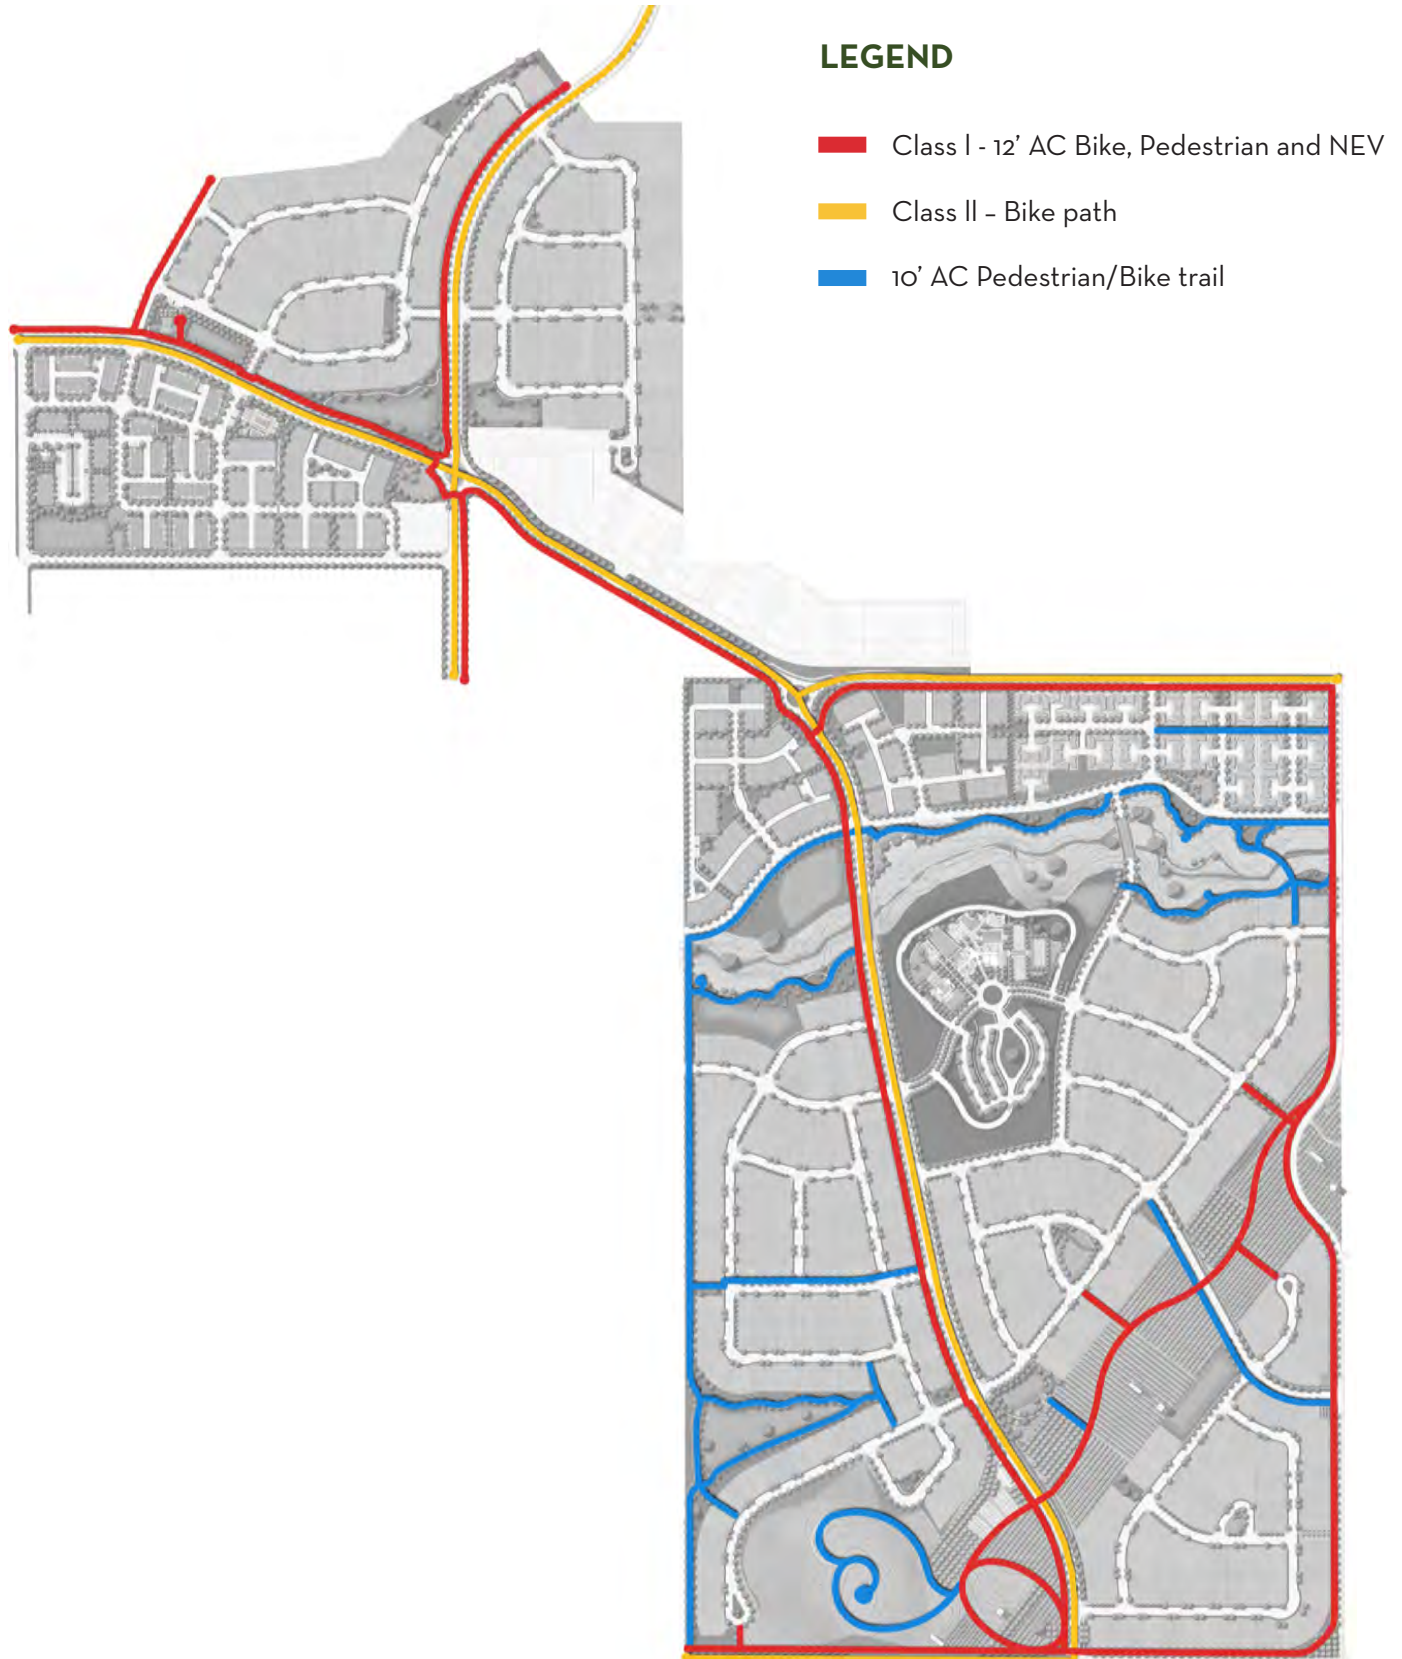 LEGEND
Class I - 12' AC Bike, Pedestrian and NEV
Class II – Bike path
10' AC Pedestrian/Bike trail